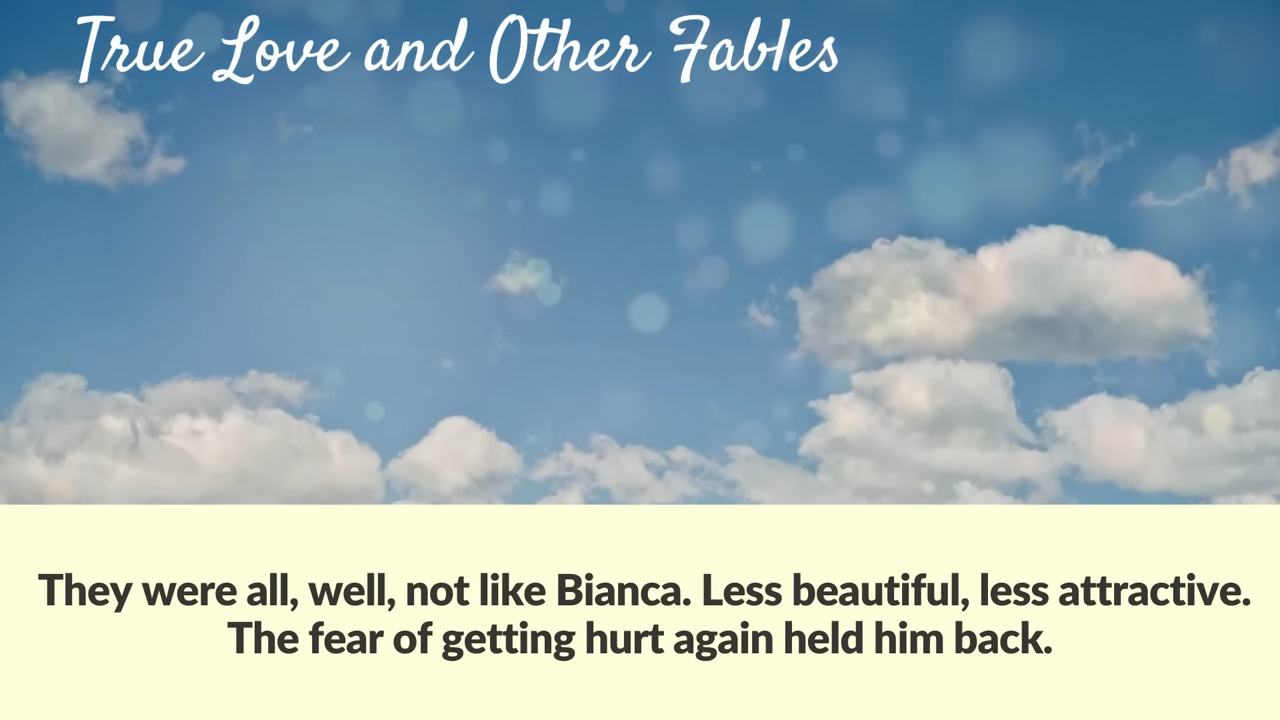 True Love and Other Fables
They were all, well, not like Bianca. Less beautiful, less attractive.
The fear of getting hurt again held him back.